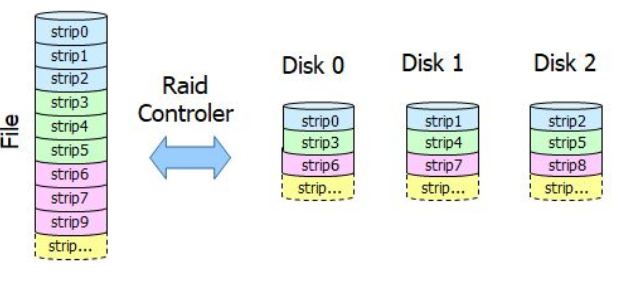 File
strip0
strip1
strip2
strip3
strip4
strip5
strip6
strip7
strip9
strip...
Raid
Controler
Disk 0
strip0
strip3
strip6
strip...
Disk 1
strip1
strip4
strip7
strip...
Disk 2
strip2
strip5
strip8
strip...